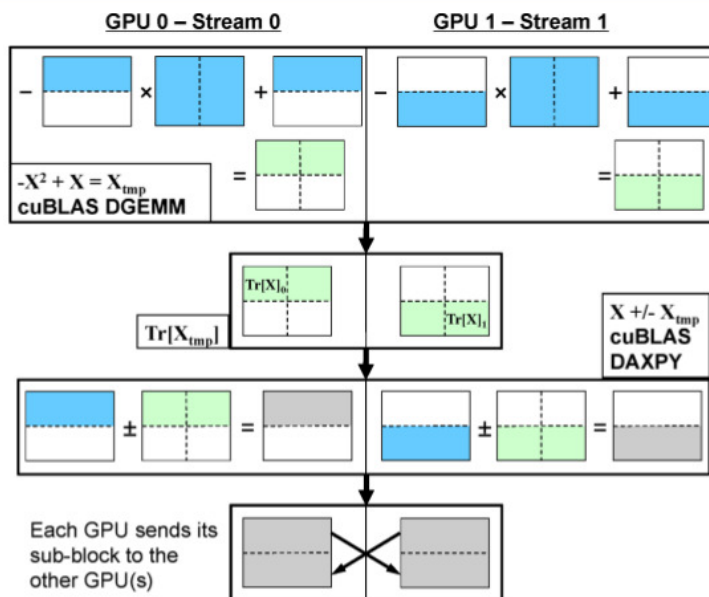 GPU 0 – Stream 0
GPU 1 – Stream 1
− × +
− × +
=
=
-X² + X = Xtmp
cuBLAS DGEMM
Tr[X]₀
Tr[X]₁
Tr[Xtmp]
X +/- Xtmp
cuBLAS
DAXPY
± =
± =
Each GPU sends its
sub-block to the
other GPU(s)